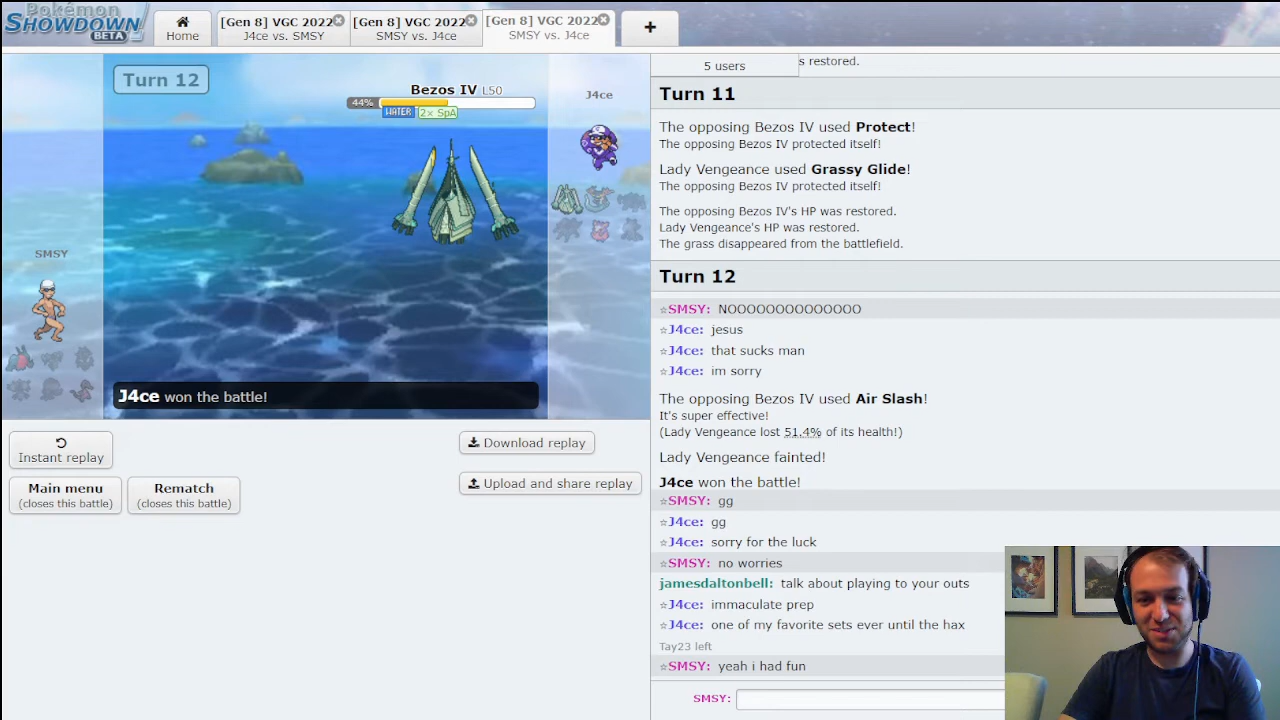 Pokémon
SHOWDOWN
BETA
Home
[Gen 8] VGC 2022
J4ce vs. SMSY
[Gen 8] VGC 2022
SMSY vs. J4ce
[Gen 8] VGC 2022
SMSY vs. J4ce
+
Turn 12
Bezos IV L50
44%
WATER 2× SpA
J4ce
SMSY
J4ce won the battle!
Instant replay
Download replay
Upload and share replay
Main menu
(closes this battle)
Rematch
(closes this battle)
5 users
s restored.
Turn 11
The opposing Bezos IV used Protect!
The opposing Bezos IV protected itself!
Lady Vengeance used Grassy Glide!
The opposing Bezos IV protected itself!
The opposing Bezos IV's HP was restored.
Lady Vengeance's HP was restored.
The grass disappeared from the battlefield.
Turn 12
☆SMSY: NOOOOOOOOOOOOOO
☆J4ce: jesus
☆J4ce: that sucks man
☆J4ce: im sorry
The opposing Bezos IV used Air Slash!
It's super effective!
(Lady Vengeance lost 51.4% of its health!)
Lady Vengeance fainted!
J4ce won the battle!
☆SMSY: gg
☆J4ce: gg
☆J4ce: sorry for the luck
☆SMSY: no worries
jamesdaltonbell: talk about playing to your outs
☆J4ce: immaculate prep
☆J4ce: one of my favorite sets ever until the hax
Tay23 left
☆SMSY: yeah i had fun
SMSY: